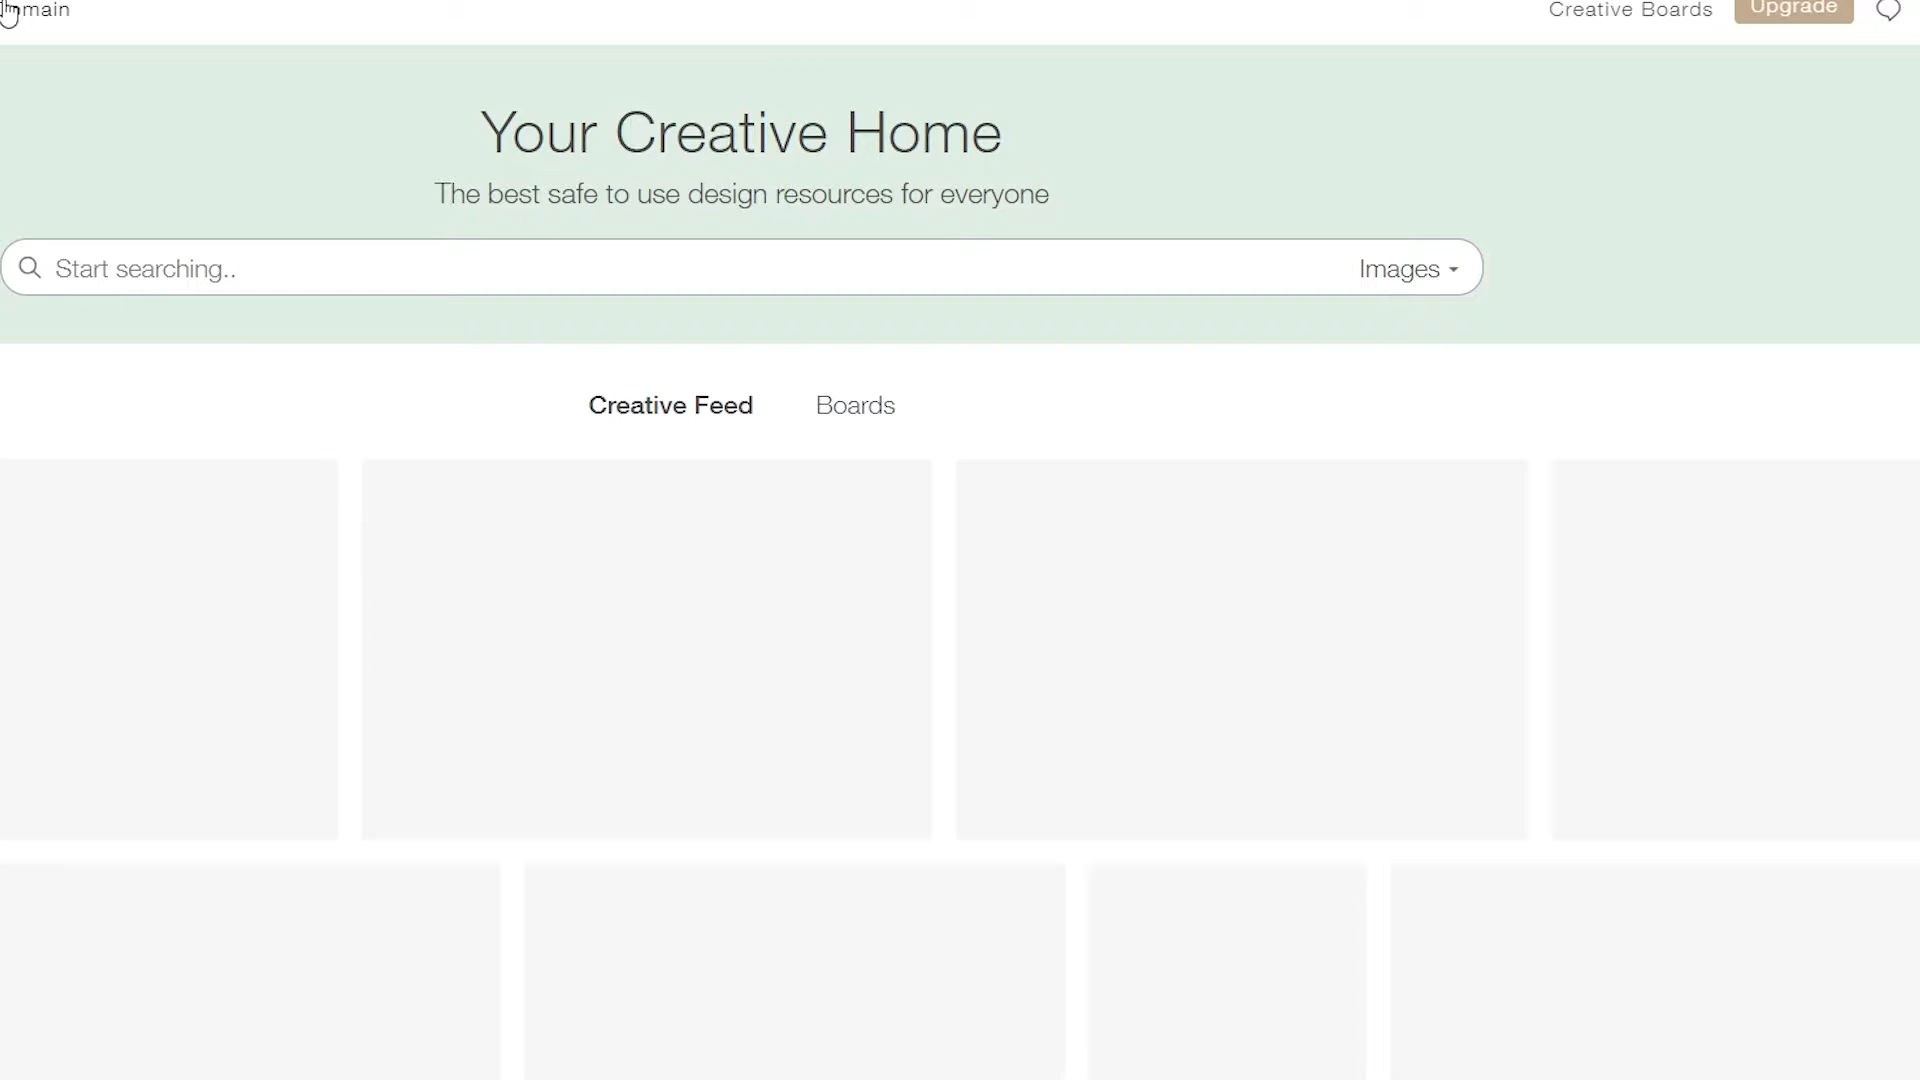 Creative Boards
Upgrade
Your Creative Home
The best safe to use design resources for everyone
Start searching..
Images
Creative Feed
Boards